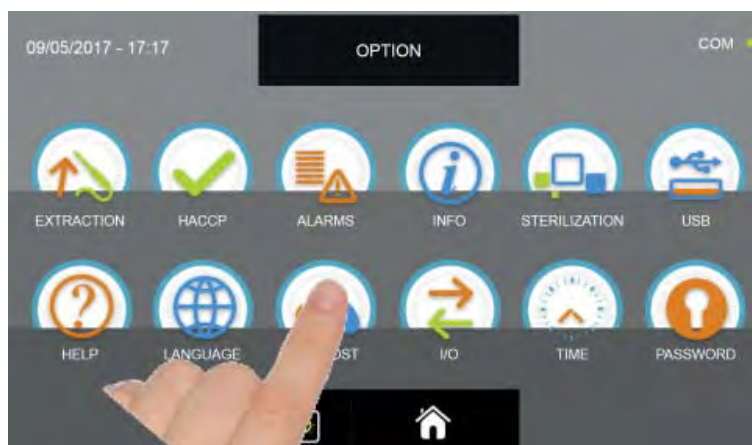 09/05/2017 - 17:17
OPTION
COM
EXTRACTION
HACCP
ALARMS
INFO
STERILIZATION
USB
HELP
LANGUAGE
I/O
TIME
PASSWORD